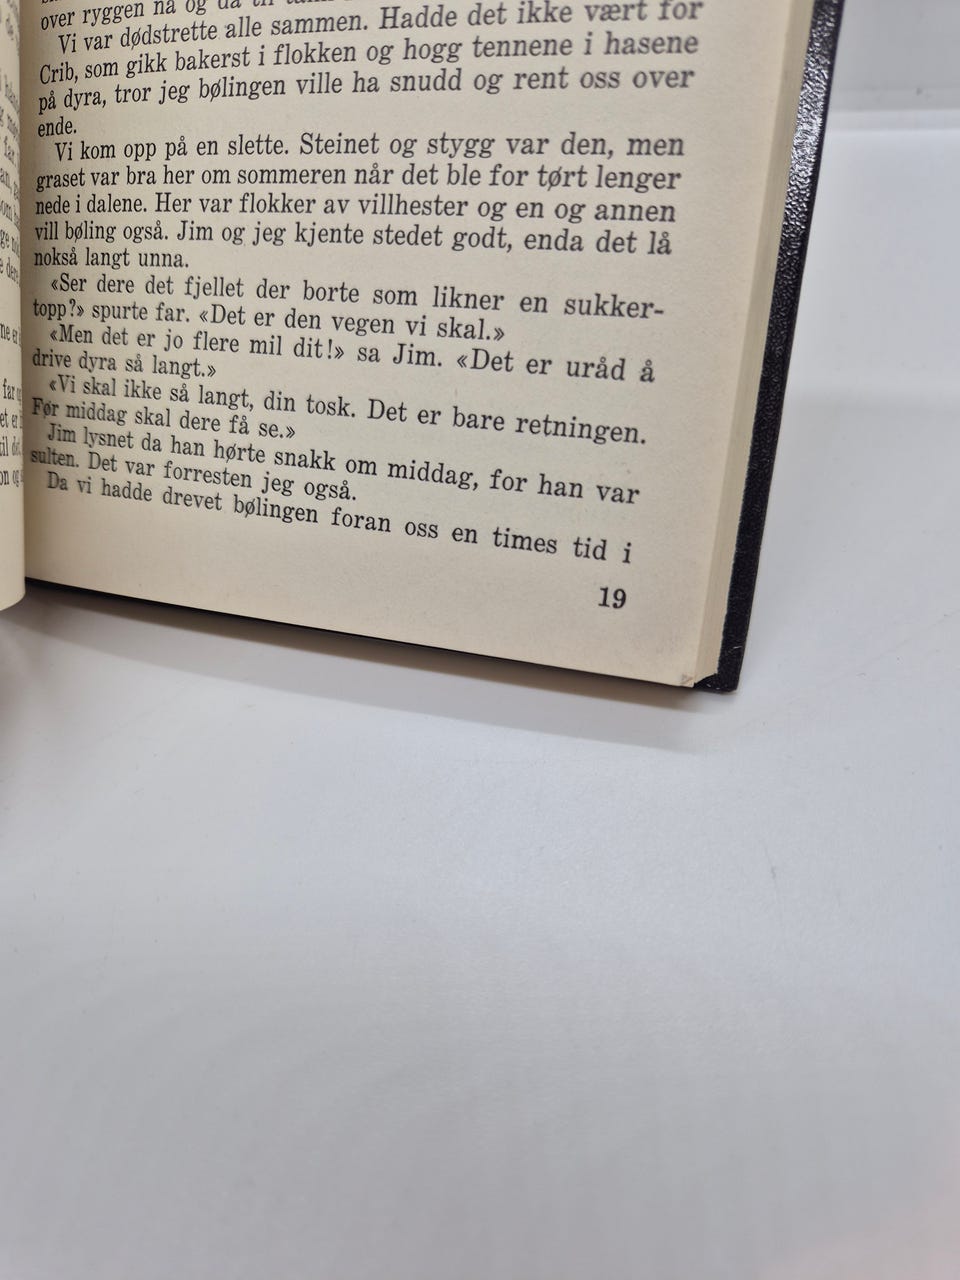 over ryggen nå og da
Vi var dødstrette alle sammen. Hadde det ikke vært for
Crib, som gikk bakerst i flokken og hogg tennene i hasene
på dyra, tror jeg bølingen ville ha snudd og rent oss over
ende.
Vi kom opp på en slette. Steinet og stygg var den, men
graset var bra her om sommeren når det ble for tørt lenger
nede i dalene. Her var flokker av villhester og en og annen
vill bøling også. Jim og jeg kjente stedet godt, enda det lå
nokså langt unna.
«Ser dere det fjellet der borte som likner en sukker-
topp?» spurte far. «Det er den vegen vi skal.»
«Men det er jo flere mil dit!» sa Jim. «Det er uråd å
drive dyra så langt.»
«Vi skal ikke så langt, din tosk. Det er bare retningen.
Før middag skal dere få se.»
Jim lysnet da han hørte snakk om middag, for han var
sulten. Det var forresten jeg også.
Da vi hadde drevet bølingen foran oss en times tid i
19